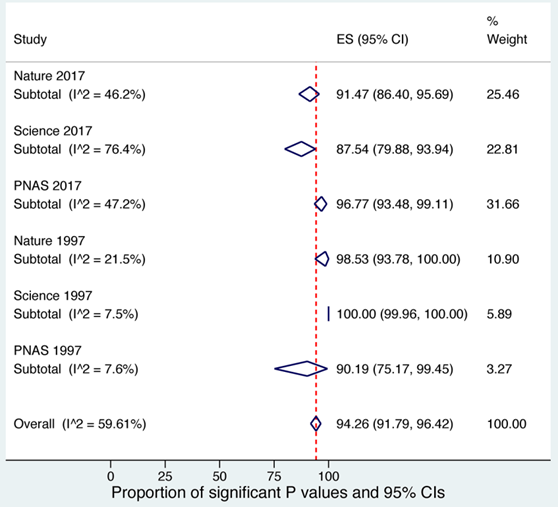 %
Study ES (95% CI) Weight
Nature 2017
Subtotal (I^2 = 46.2%) 91.47 (86.40, 95.69) 25.46
Science 2017
Subtotal (I^2 = 76.4%) 87.54 (79.88, 93.94) 22.81
PNAS 2017
Subtotal (I^2 = 47.2%) 96.77 (93.48, 99.11) 31.66
Nature 1997
Subtotal (I^2 = 21.5%) 98.53 (93.78, 100.00) 10.90
Science 1997
Subtotal (I^2 = 7.5%) 100.00 (99.96, 100.00) 5.89
PNAS 1997
Subtotal (I^2 = 7.6%) 90.19 (75.17, 99.45) 3.27
Overall (I^2 = 59.61%) 94.26 (91.79, 96.42) 100.00
0 25 50 75 100
Proportion of significant P values and 95% CIs